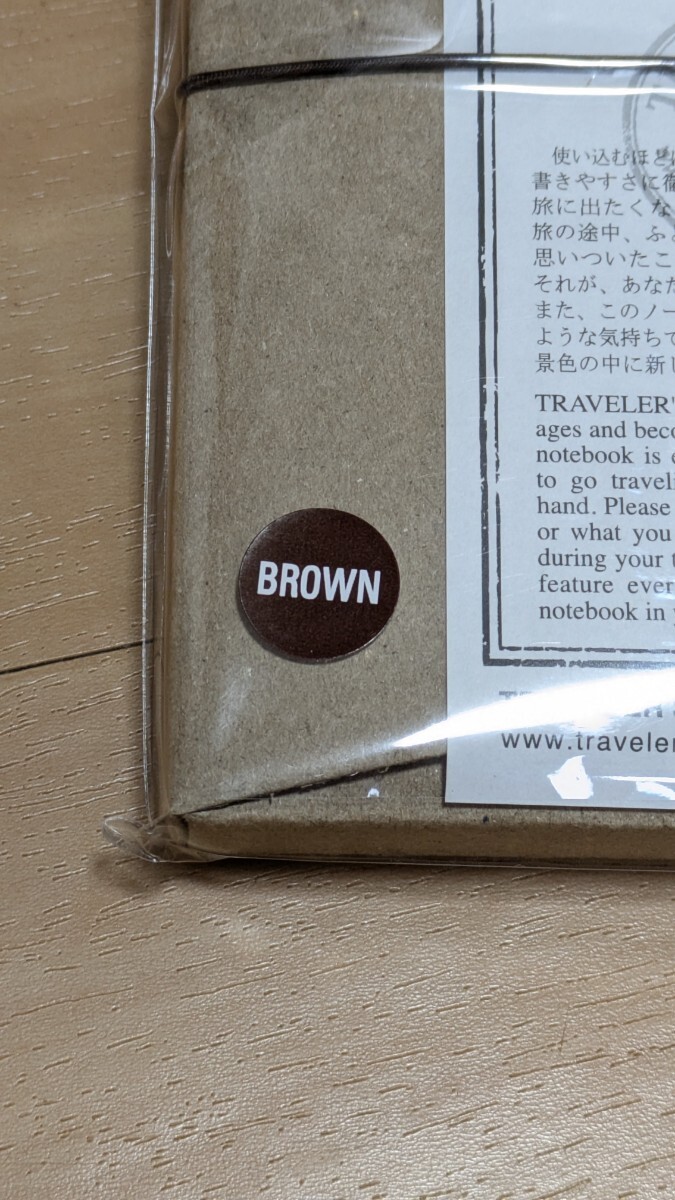 使い込むほど
書きやすさに
旅に出たくな
旅の途中、ふ
思いついたこ
それが、あな
また、このノー
ような気持ちで
景色の中に新
TRAVELER'
ages and beco
notebook is
to go travel
hand. Please
or what you
during your
feature ever
notebook in
BROWN
www.traveler